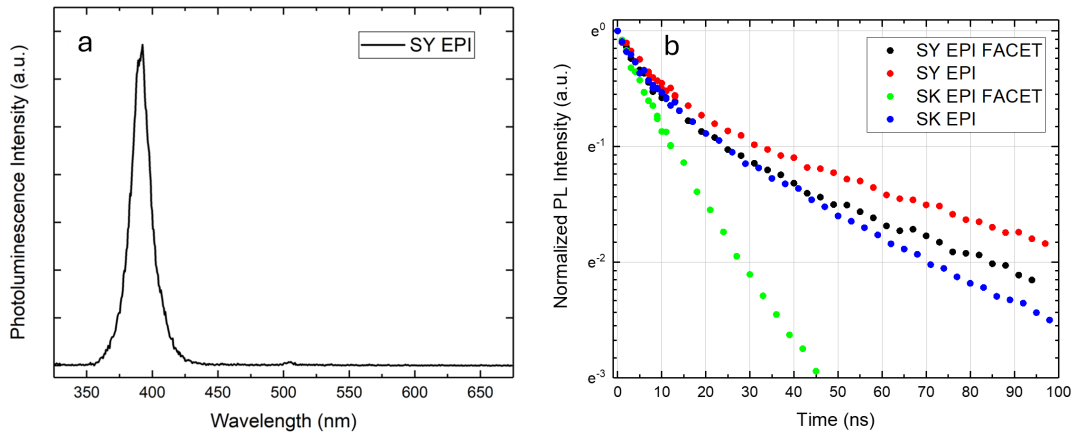 a
SY EPI
Photoluminescence Intensity (a.u.)
350 400 450 500 550 600 650
Wavelength (nm)
b
SY EPI FACET
SY EPI
SK EPI FACET
SK EPI
Normalized PL Intensity (a.u.)
e⁰
e⁻¹
e⁻²
e⁻³
0 10 20 30 40 50 60 70 80 90 100
Time (ns)